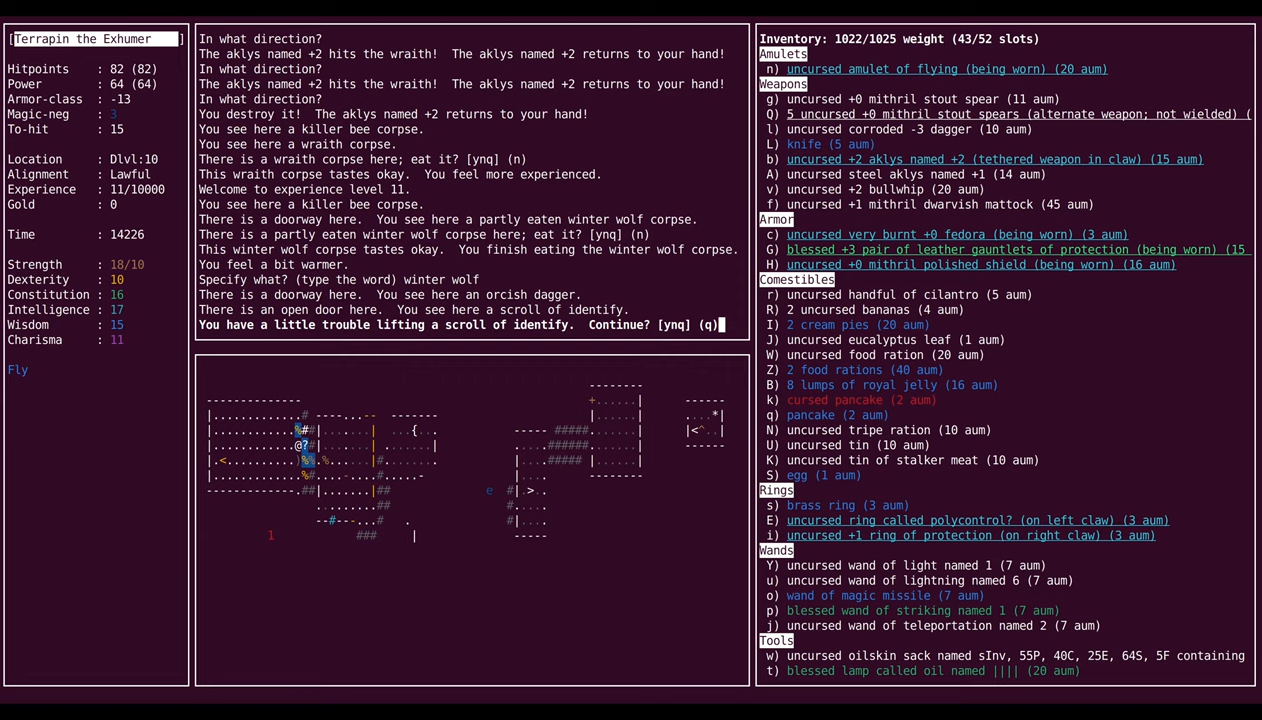 [Terrapin the Exhumer ]
Hitpoints : 82 (82)
Power : 64 (64)
Armor-class : -13
Magic-neg : 3
To-hit : 15
Location : Dlvl:10
Alignment : Lawful
Experience : 11/10000
Gold : 0
Time : 14226
Strength : 18/10
Dexterity : 10
Constitution : 16
Intelligence : 17
Wisdom : 15
Charisma : 11
Fly
In what direction?
The aklys named +2 hits the wraith!  The aklys named +2 returns to your hand!
In what direction?
The aklys named +2 hits the wraith!  The aklys named +2 returns to your hand!
In what direction?
You destroy it!  The aklys named +2 returns to your hand!
You see here a killer bee corpse.
You see here a wraith corpse.
There is a wraith corpse here; eat it? [ynq] (n)
This wraith corpse tastes okay.  You feel more experienced.
Welcome to experience level 11.
You see here a killer bee corpse.
There is a doorway here.  You see here a partly eaten winter wolf corpse.
There is a partly eaten winter wolf corpse here; eat it? [ynq] (n)
This winter wolf corpse tastes okay.  You finish eating the winter wolf corpse.
You feel a bit warmer.
Specify what? (type the word) winter wolf
There is a doorway here.  You see here an orcish dagger.
There is an open door here.  You see here a scroll of identify.
You have a little trouble lifting a scroll of identify.  Continue? [ynq] (q)
Inventory: 1022/1025 weight (43/52 slots)
Amulets
n) uncursed amulet of flying (being worn) (20 aum)
Weapons
g) uncursed +0 mithril stout spear (11 aum)
Q) 5 uncursed +0 mithril stout spears (alternate weapon; not wielded) (
l) uncursed corroded -3 dagger (10 aum)
L) knife (5 aum)
b) uncursed +2 aklys named +2 (tethered weapon in claw) (15 aum)
A) uncursed steel aklys named +1 (14 aum)
v) uncursed +2 bullwhip (20 aum)
f) uncursed +1 mithril dwarvish mattock (45 aum)
Armor
c) uncursed very burnt +0 fedora (being worn) (3 aum)
G) blessed +3 pair of leather gauntlets of protection (being worn) (15
H) uncursed +0 mithril polished shield (being worn) (16 aum)
Comestibles
r) uncursed handful of cilantro (5 aum)
R) 2 uncursed bananas (4 aum)
I) 2 cream pies (20 aum)
J) uncursed eucalyptus leaf (1 aum)
W) uncursed food ration (20 aum)
Z) 2 food rations (40 aum)
B) 8 lumps of royal jelly (16 aum)
k) cursed pancake (2 aum)
q) pancake (2 aum)
N) uncursed tripe ration (10 aum)
U) uncursed tin (10 aum)
K) uncursed tin of stalker meat (10 aum)
S) egg (1 aum)
Rings
s) brass ring (3 aum)
E) uncursed ring called polycontrol? (on left claw) (3 aum)
i) uncursed +1 ring of protection (on right claw) (3 aum)
Wands
Y) uncursed wand of light named 1 (7 aum)
u) uncursed wand of lightning named 6 (7 aum)
o) wand of magic missile (7 aum)
p) blessed wand of striking named 1 (7 aum)
j) uncursed wand of teleportation named 2 (7 aum)
Tools
w) uncursed oilskin sack named sInv, 55P, 40C, 25E, 64S, 5F containing
t) blessed lamp called oil named |||| (20 aum)